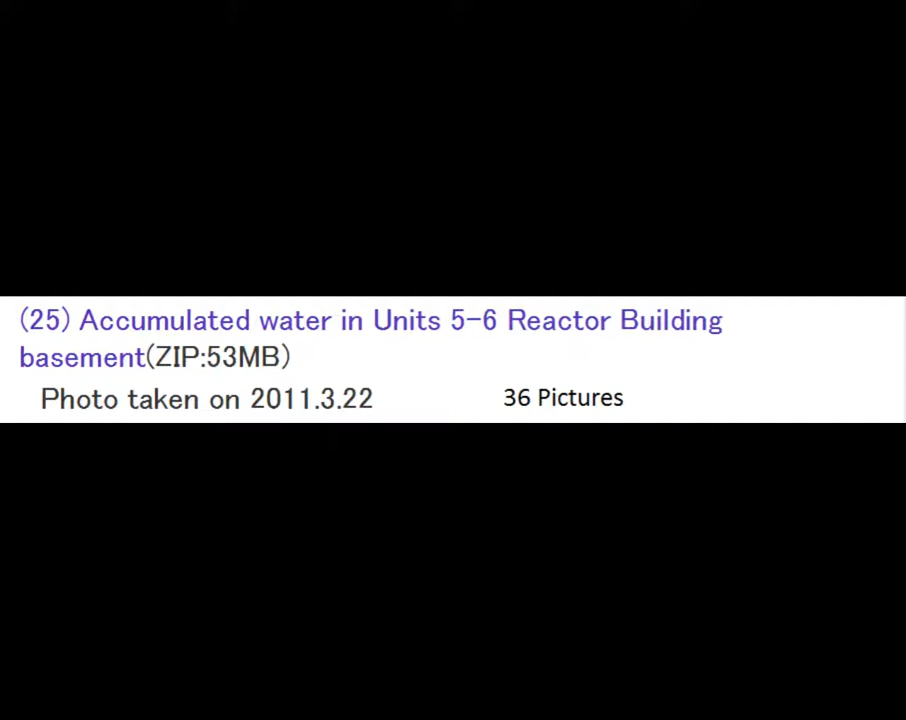 (25) Accumulated water in Units 5-6 Reactor Building
basement(ZIP:53MB)
Photo taken on 2011.3.22 36 Pictures